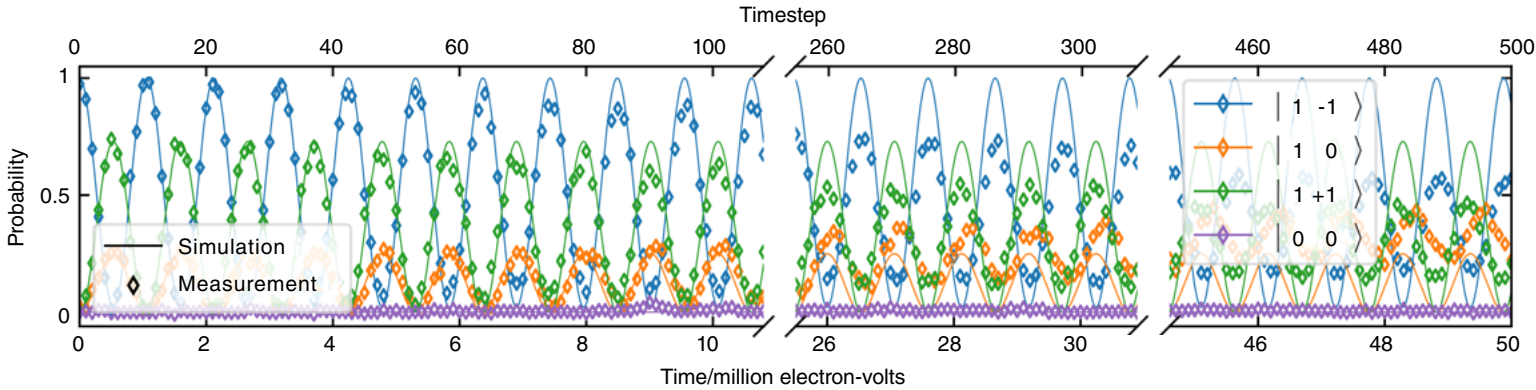 Timestep
0 20 40 60 80 100 260 280 300 460 480 500
1
0.5
0
Probability
Simulation
Measurement
| 1 -1 ⟩
| 1 0 ⟩
| 1 +1 ⟩
| 0 0 ⟩
0 2 4 6 8 10 26 28 30 46 48 50
Time/million electron-volts